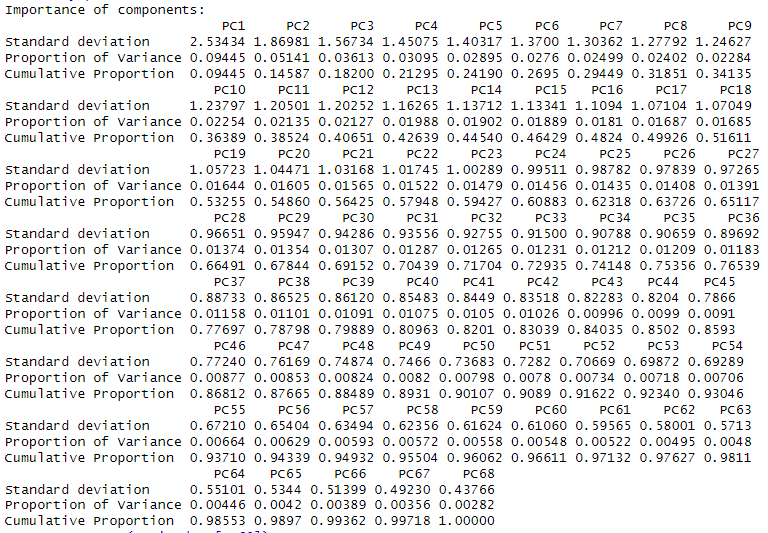 Importance of components:
PC1 PC2 PC3 PC4 PC5 PC6 PC7 PC8 PC9
Standard deviation 2.53434 1.86981 1.56734 1.45075 1.40317 1.3700 1.30362 1.27792 1.24627
Proportion of Variance 0.09445 0.05141 0.03613 0.03095 0.02895 0.0276 0.02499 0.02402 0.02284
Cumulative Proportion 0.09445 0.14587 0.18200 0.21295 0.24190 0.2695 0.29449 0.31851 0.34135
PC10 PC11 PC12 PC13 PC14 PC15 PC16 PC17 PC18
Standard deviation 1.23797 1.20501 1.20252 1.16265 1.13712 1.13341 1.1094 1.07104 1.07049
Proportion of Variance 0.02254 0.02135 0.02127 0.01988 0.01902 0.01889 0.0181 0.01687 0.01685
Cumulative Proportion 0.36389 0.38524 0.40651 0.42639 0.44540 0.46429 0.4824 0.49926 0.51611
PC19 PC20 PC21 PC22 PC23 PC24 PC25 PC26 PC27
Standard deviation 1.05723 1.04471 1.03168 1.01745 1.00289 0.99511 0.98782 0.97839 0.97265
Proportion of Variance 0.01644 0.01605 0.01565 0.01522 0.01479 0.01456 0.01435 0.01408 0.01391
Cumulative Proportion 0.53255 0.54860 0.56425 0.57948 0.59427 0.60883 0.62318 0.63726 0.65117
PC28 PC29 PC30 PC31 PC32 PC33 PC34 PC35 PC36
Standard deviation 0.96651 0.95947 0.94286 0.93556 0.92755 0.91500 0.90788 0.90659 0.89692
Proportion of Variance 0.01374 0.01354 0.01307 0.01287 0.01265 0.01231 0.01212 0.01209 0.01183
Cumulative Proportion 0.66491 0.67844 0.69152 0.70439 0.71704 0.72935 0.74148 0.75356 0.76539
PC37 PC38 PC39 PC40 PC41 PC42 PC43 PC44 PC45
Standard deviation 0.88733 0.86525 0.86120 0.85483 0.8449 0.83518 0.82283 0.8204 0.7866
Proportion of Variance 0.01158 0.01101 0.01091 0.01075 0.0105 0.01026 0.00996 0.0099 0.0091
Cumulative Proportion 0.77697 0.78798 0.79889 0.80963 0.8201 0.83039 0.84035 0.8502 0.8593
PC46 PC47 PC48 PC49 PC50 PC51 PC52 PC53 PC54
Standard deviation 0.77240 0.76169 0.74874 0.7466 0.73683 0.7282 0.70669 0.69872 0.69289
Proportion of Variance 0.00877 0.00853 0.00824 0.0082 0.00798 0.0078 0.00734 0.00718 0.00706
Cumulative Proportion 0.86812 0.87665 0.88489 0.8931 0.90107 0.9089 0.91622 0.92340 0.93046
PC55 PC56 PC57 PC58 PC59 PC60 PC61 PC62 PC63
Standard deviation 0.67210 0.65404 0.63494 0.62356 0.61624 0.61060 0.59565 0.58001 0.5713
Proportion of Variance 0.00664 0.00629 0.00593 0.00572 0.00558 0.00548 0.00522 0.00495 0.0048
Cumulative Proportion 0.93710 0.94339 0.94932 0.95504 0.96062 0.96611 0.97132 0.97627 0.9811
PC64 PC65 PC66 PC67 PC68
Standard deviation 0.55101 0.5344 0.51399 0.49230 0.43766
Proportion of Variance 0.00446 0.0042 0.00389 0.00356 0.00282
Cumulative Proportion 0.98553 0.9897 0.99362 0.99718 1.00000